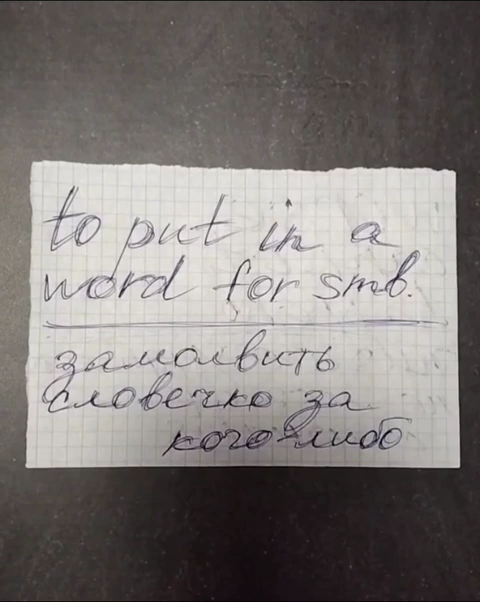 to put in a
word for smb.
замолвить
словечко за
кого-либо